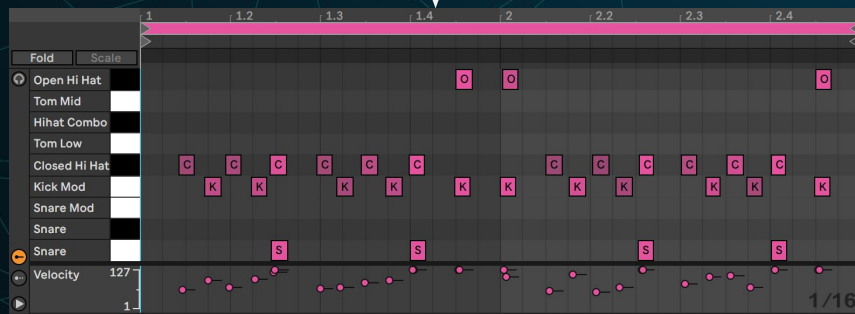 1 1.2 1.3 1.4 2 2.2 2.3 2.4
Fold Scale
Open Hi Hat O O O
Tom Mid
Hihat Combo
Tom Low
Closed Hi Hat C C C C C C C C C C C C
Kick Mod K K K K K K K K K K K
Snare Mod
Snare
Snare S S S S
Velocity 127
1
1/16